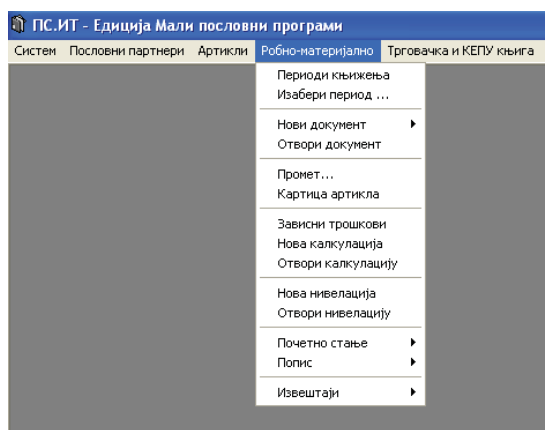 ПС.ИТ - Едиција Мали пословни програми
Систем Пословни партнери Артикли Робно-материјално Трговачка и КЕПУ књига
Периоди књижења
Изабери период ...
Нови документ
Отвори документ
Промет...
Картица артикла
Зависни трошкови
Нова калкулација
Отвори калкулацију
Нова нивелација
Отвори нивелацију
Почетно стање
Попис
Извештаји